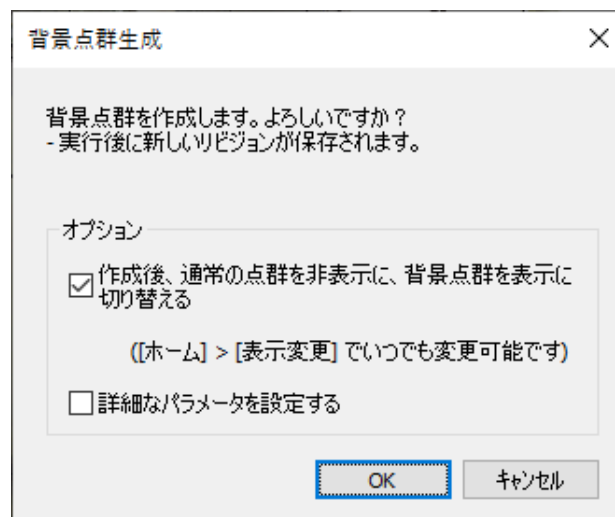 背景点群生成
背景点群を作成します。よろしいですか？
- 実行後に新しいリビジョンが保存されます。
オプション
作成後、通常の点群を非表示に、背景点群を表示に
切り替える
([ホーム] > [表示変更] でいつでも変更可能です)
詳細なパラメータを設定する
OK
キャンセル